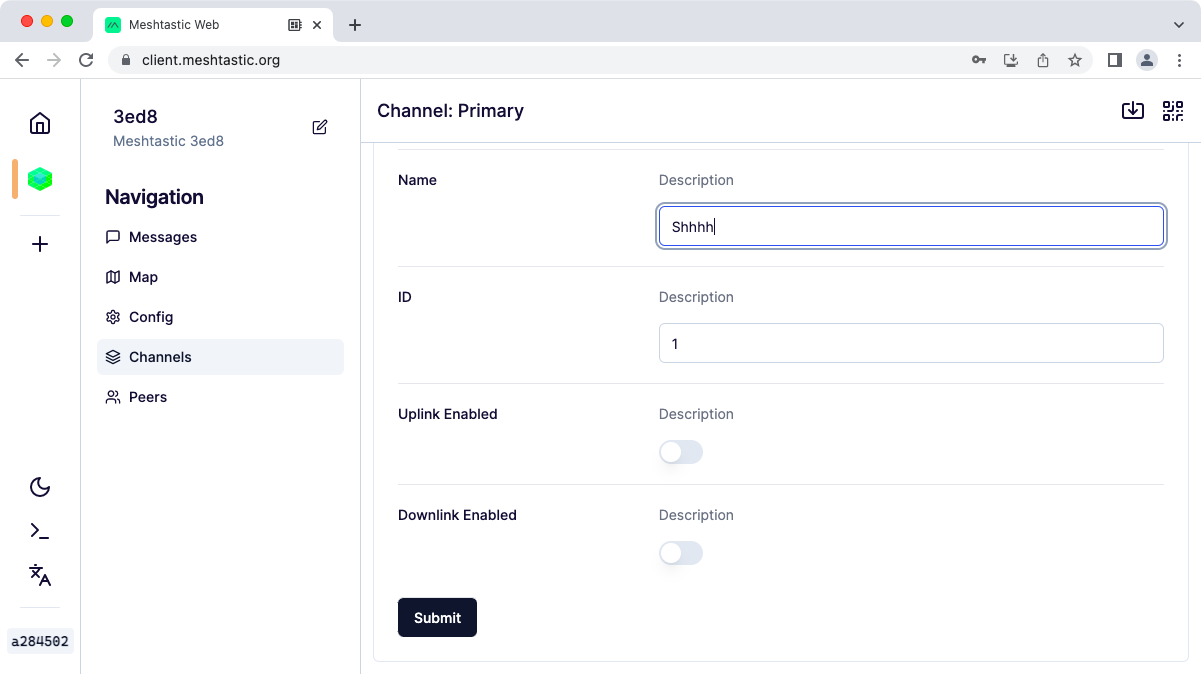 Meshtastic Web
client.meshtastic.org
3ed8
Meshtastic 3ed8
Navigation
Messages
Map
Config
Channels
Peers
a284502
Channel: Primary
Name
Description
Shhhh
ID
Description
1
Uplink Enabled
Description
Downlink Enabled
Description
Submit